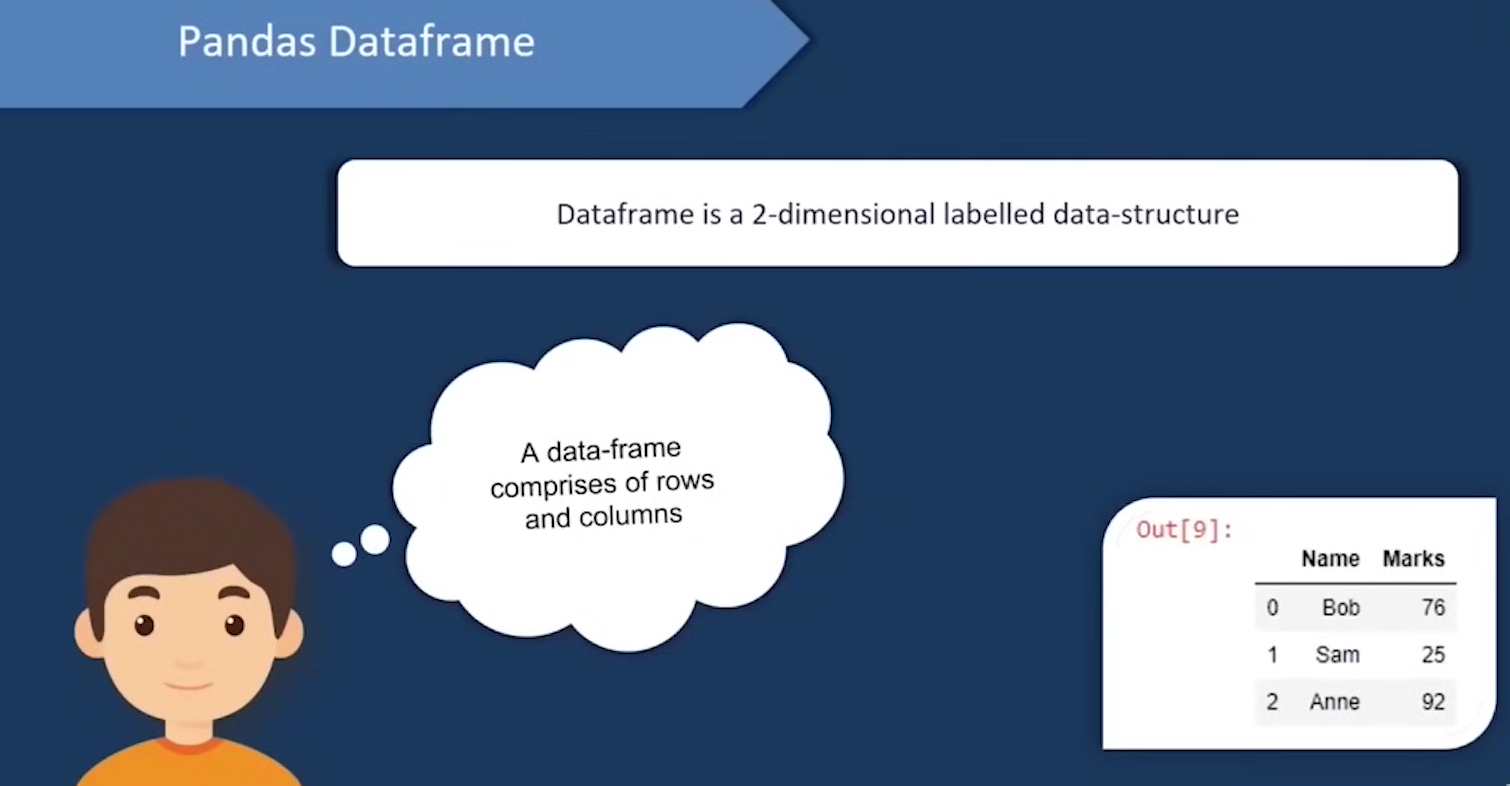 Pandas Dataframe
Dataframe is a 2-dimensional labelled data-structure
A data-frame
comprises of rows
and columns
Out[9]:
Name Marks
0 Bob 76
1 Sam 25
2 Anne 92